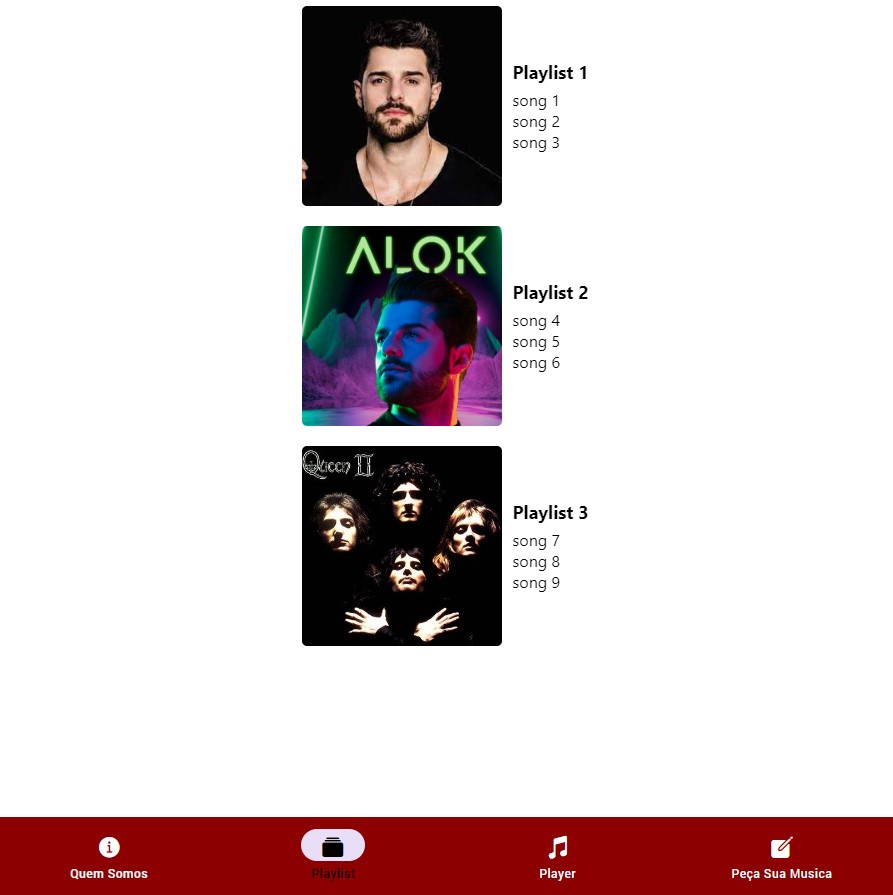 Playlist 1
song 1
song 2
song 3
ALOK
Playlist 2
song 4
song 5
song 6
Queen II
Playlist 3
song 7
song 8
song 9
Quem Somos
Playlist
Player
Peça Sua Musica